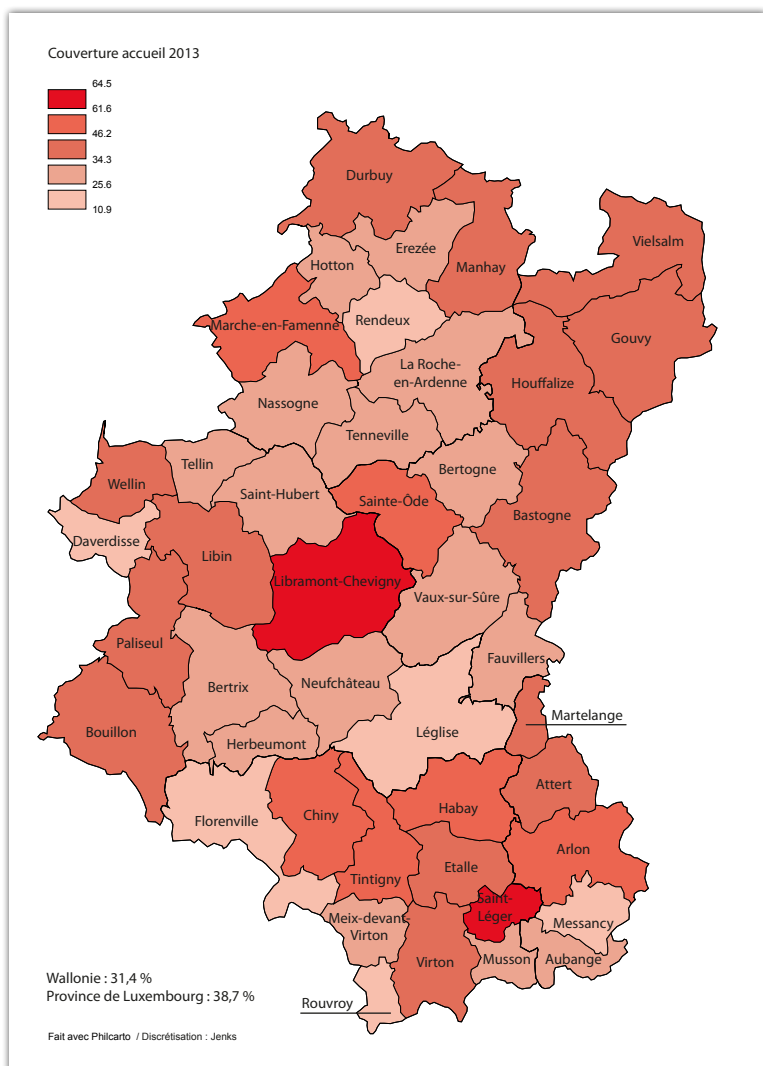 Couverture accueil 2013
64.5
61.6
46.2
34.3
25.6
10.9
Durbuy
Vielsalm
Erezée
Hotton
Manhay
Rendeux
Marche-en-Famenne
Gouvy
La Roche-
en-Ardenne
Houffalize
Nassogne
Tenneville
Tellin
Bertogne
Wellin
Saint-Hubert
Sainte-Ôde
Bastogne
Daverdisse
Libin
Libramont-Chevigny
Vaux-sur-Sûre
Paliseul
Fauvillers
Bertrix
Neufchâteau
Martelange
Bouillon
Herbeumont
Léglise
Attert
Florenville
Chiny
Habay
Arlon
Etalle
Tintigny
Saint-
Léger
Meix-devant-
Virton
Messancy
Virton
Musson
Aubange
Wallonie : 31,4 %
Province de Luxembourg : 38,7 %
Rouvroy
Fait avec Philcarto / Discrétisation : Jenks